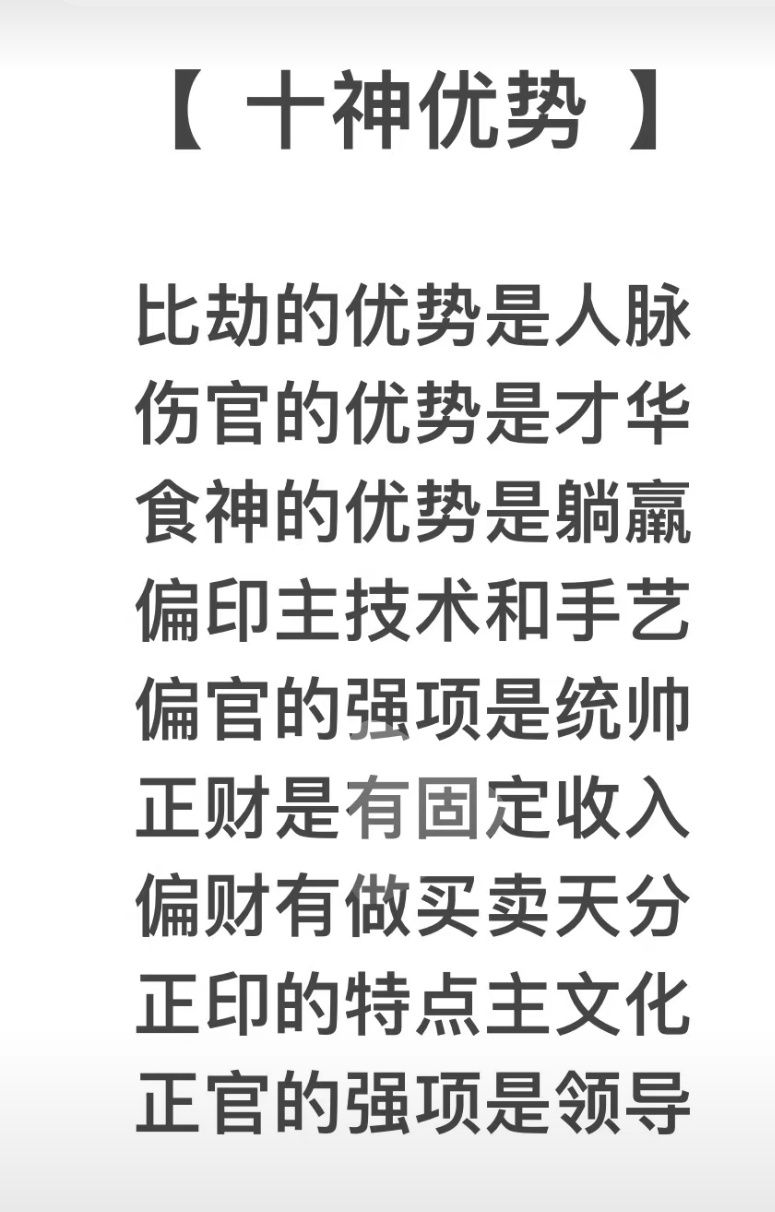 【 十神优势 】
比劫的优势是人脉
伤官的优势是才华
食神的优势是躺赢
偏印主技术和手艺
偏官的强项是统帅
正财是有固定收入
偏财有做买卖天分
正印的特点主文化
正官的强项是领导